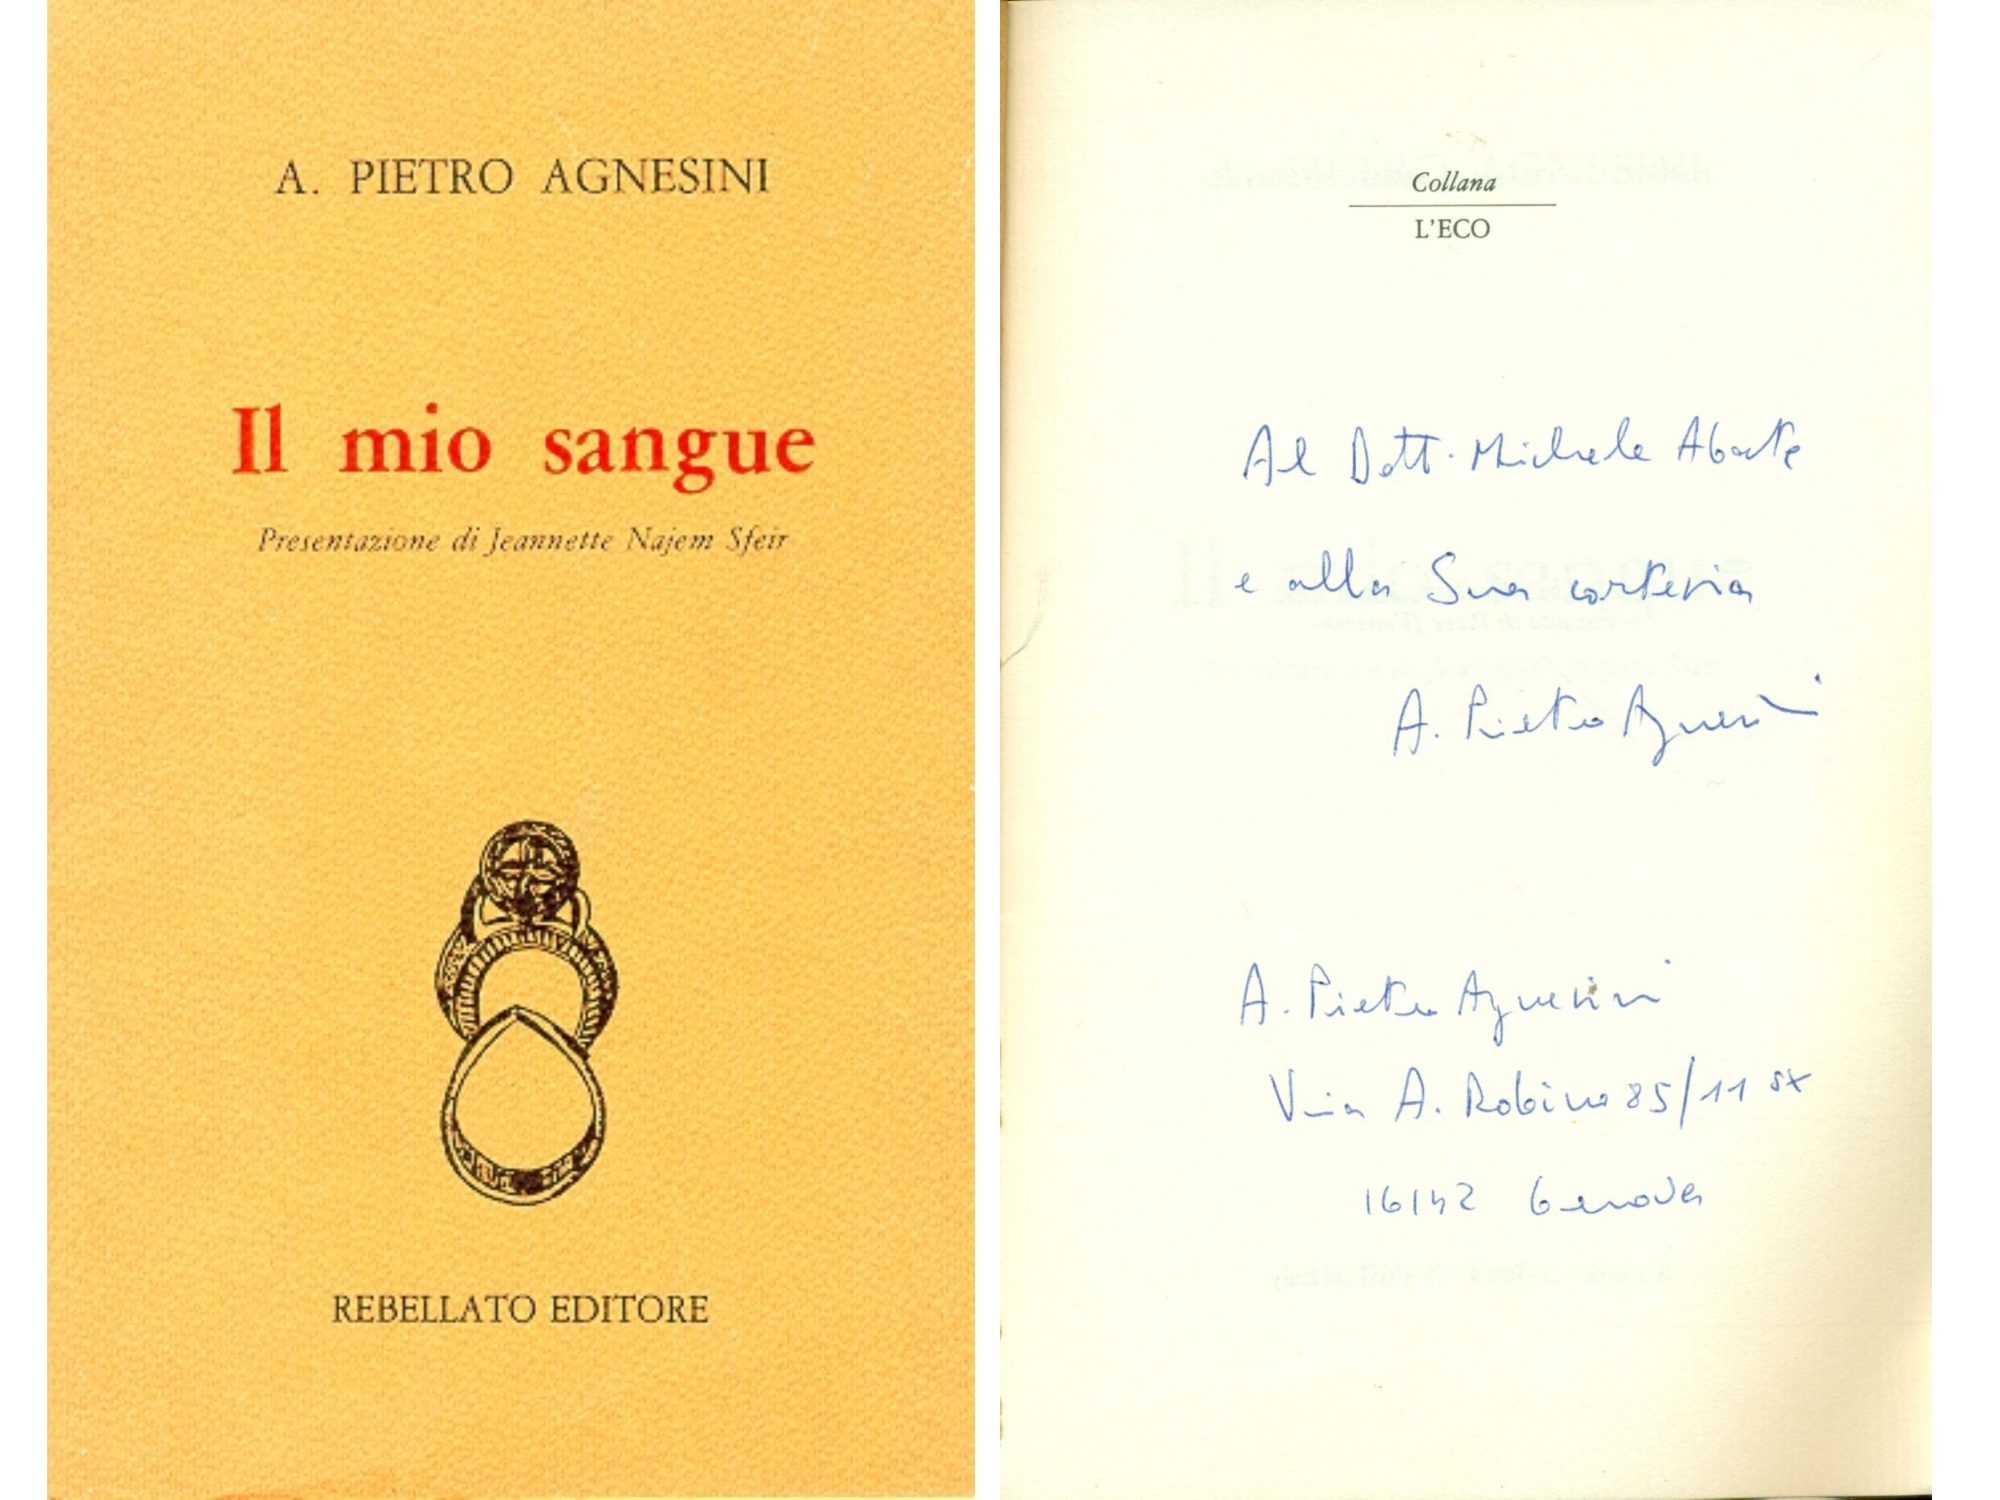 A. PIETRO AGNESINI
Il mio sangue
Presentazione di Jeannette Najem Sfeir
REBELLATO EDITORE
Collana
L'ECO
Al Dott. Michele Abate
e alla Sua cortesia
A. Pietro Agnesini
A. Pietro Agnesini
Via A. Robino 85/11 sx
16142 Genova